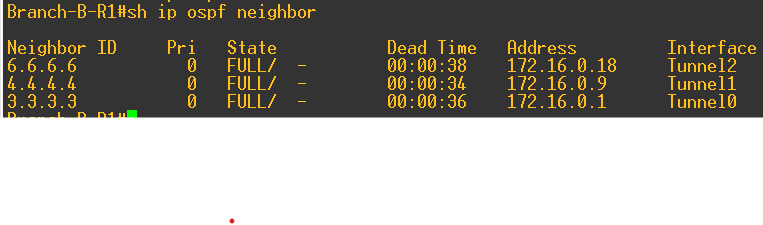 Branch-B-R1#sh ip ospf neighbor
Neighbor ID Pri State Dead Time Address Interface
6.6.6.6 0 FULL/ - 00:00:38 172.16.0.18 Tunnel2
4.4.4.4 0 FULL/ - 00:00:34 172.16.0.9 Tunnel1
3.3.3.3 0 FULL/ - 00:00:36 172.16.0.1 Tunnel0
Branch-B-R1#